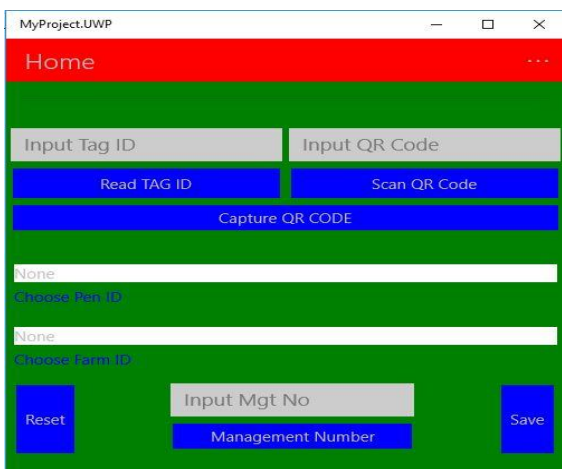 MyProject.UWP
Home ...
Input Tag ID Input QR Code
Read TAG ID Scan QR Code
Capture QR CODE
None
Choose Pen ID
None
Choose Farm ID
Input Mgt No
Reset Save
Management Number